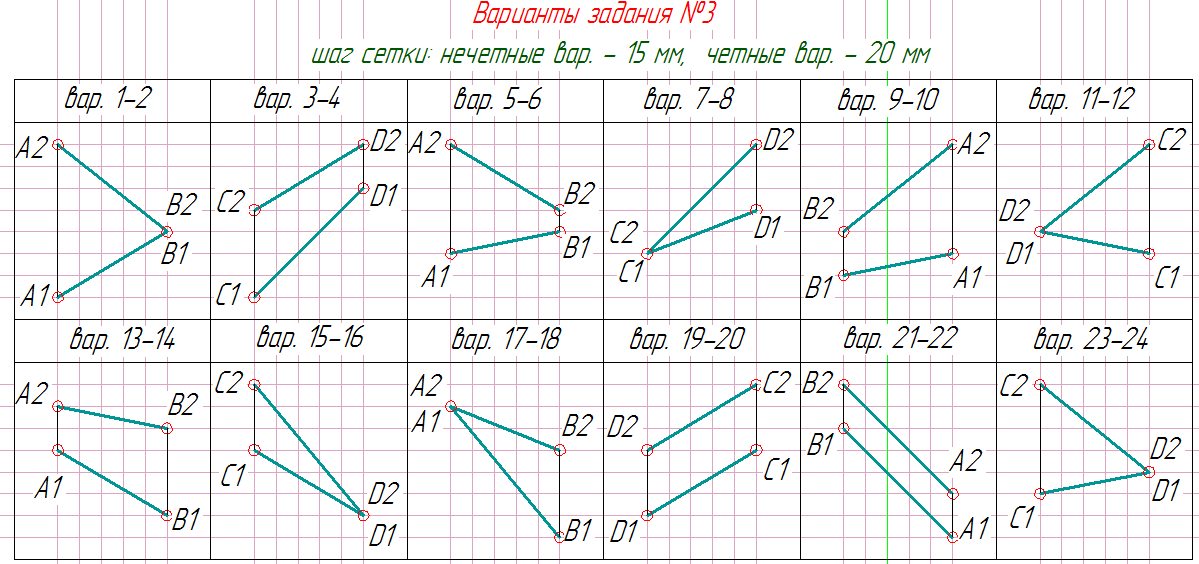 Варианты задания №3
шаг сетки: нечетные вар. – 15 мм, четные вар. – 20 мм
вар. 1–2
A2
B2
B1
A1
вар. 3–4
D2
D1
C2
C1
вар. 5–6
A2
B2
B1
A1
вар. 7–8
D2
D1
C2
C1
вар. 9–10
A2
B2
A1
B1
вар. 11–12
C2
D2
D1
C1
вар. 13–14
A2
B2
A1
B1
вар. 15–16
C2
C1
D2
D1
вар. 17–18
A2
A1
B2
B1
вар. 19–20
C2
D2
C1
D1
вар. 21–22
B2
B1
A2
A1
вар. 23–24
C2
D2
D1
C1